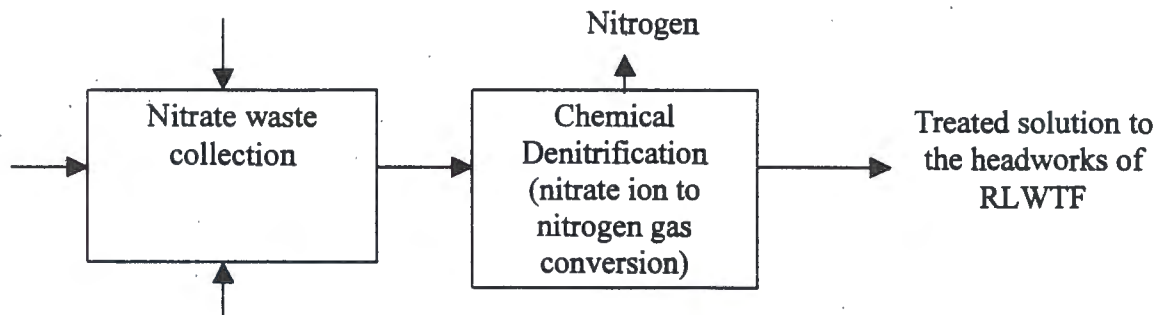 Nitrogen
Nitrate waste
collection
Chemical
Denitrification
(nitrate ion to
nitrogen gas
conversion)
Treated solution to
the headworks of
RLWTF